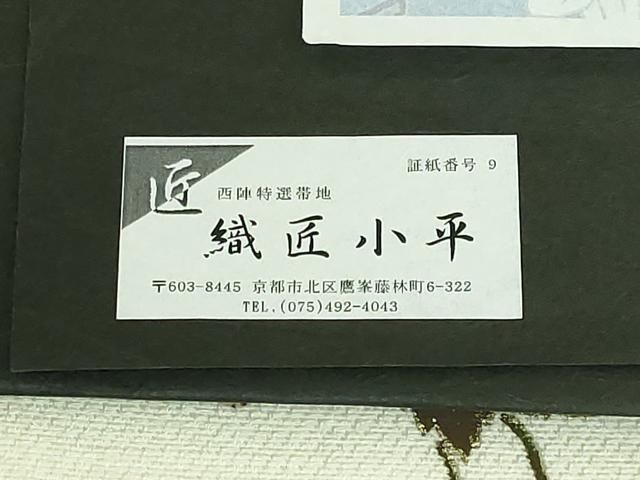 証紙番号 9
匠
西陣特選帯地
織匠小平
〒603-8445 京都市北区鷹峯藤林町6-322
TEL.(075)492-4043